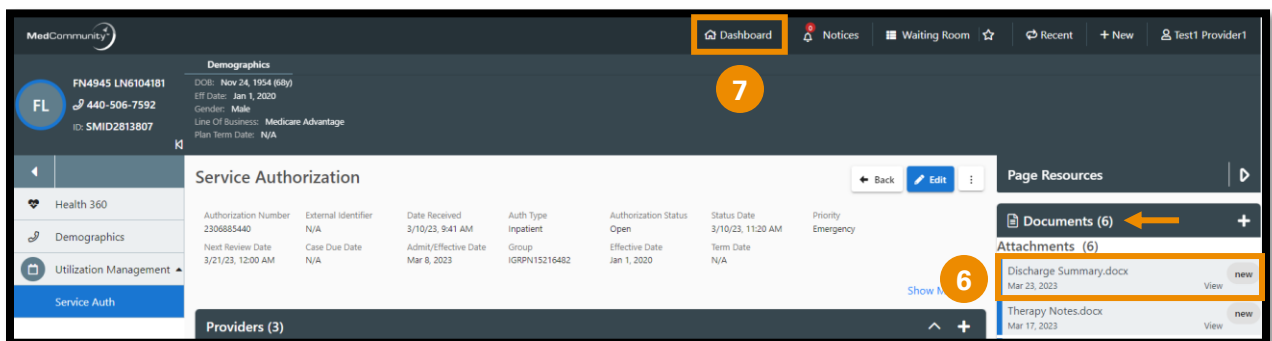 MedCommunity
Dashboard
0
Notices
Waiting Room
Recent
+ New
Test1 Provider1
7
FL
FN4945 LN6104181
440-506-7592
ID: SMID2813807
Demographics
DOB: Nov 24, 1954 (68y)
Eff Date: Jan 1, 2020
Gender: Male
Line Of Business: Medicare Advantage
Plan Term Date: N/A
Health 360
Demographics
Utilization Management
Service Auth
Service Authorization
Back
Edit
Authorization Number External Identifier Date Received Auth Type Authorization Status Status Date Priority
2306885440 N/A 3/10/23, 9:41 AM Inpatient Open 3/10/23, 11:20 AM Emergency
Next Review Date Case Due Date Admit/Effective Date Group Effective Date Term Date
3/21/23, 12:00 AM N/A Mar 8, 2023 IGRPN15216482 Jan 1, 2020 N/A
Show M
Providers (3)
+
Page Resources
Documents (6)
+
Attachments (6)
6
Discharge Summary.docx
new
Mar 23, 2023
View
Therapy Notes.docx
new
Mar 17, 2023
View